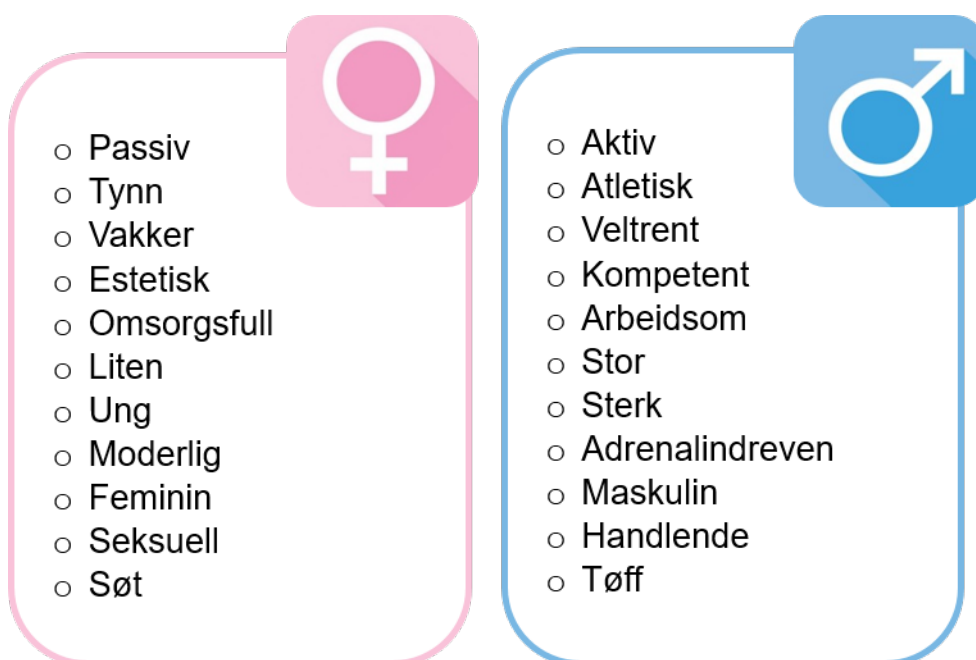 Passiv
Tynn
Vakker
Estetisk
Omsorgsfull
Liten
Ung
Moderlig
Feminin
Seksuell
Søt
Aktiv
Atletisk
Veltrent
Kompetent
Arbeidsom
Stor
Sterk
Adrenalindreven
Maskulin
Handlende
Tøff